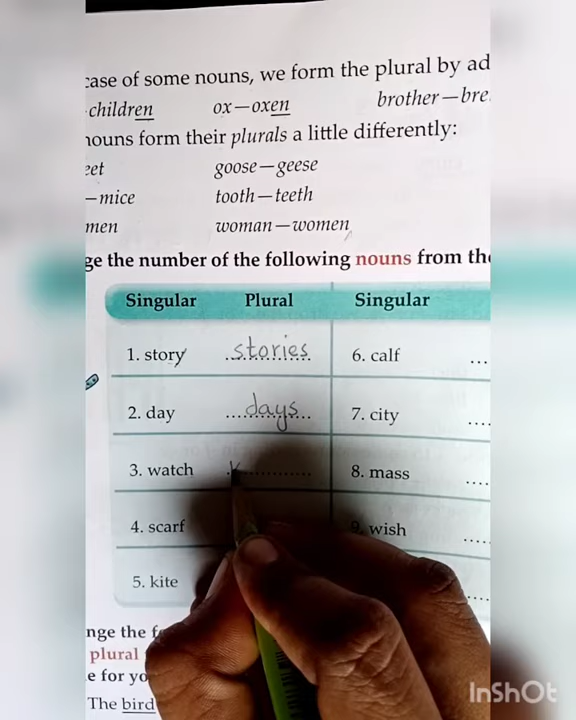 case of some nouns, we form the plural by ad
children ox—oxen brother—bre
nouns form their plurals a little differently:
eet goose—geese
—mice tooth—teeth
men woman—women
ge the number of the following nouns from the
Singular Plural Singular
1. story stories 6. calf
2. day days 7. city
3. watch 8. mass
4. scarf 9. wish
5. kite
nge the f
plural
e for yo
The bird
InShOt